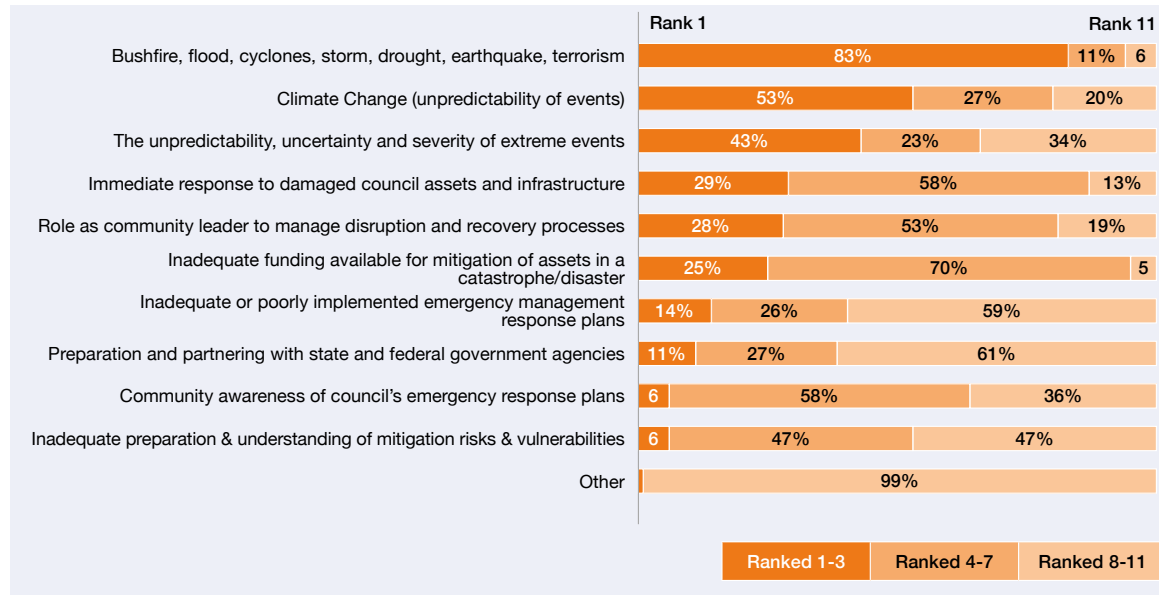 Rank 1 Rank 11
Bushfire, flood, cyclones, storm, drought, earthquake, terrorism 83% 11% 6
Climate Change (unpredictability of events) 53% 27% 20%
The unpredictability, uncertainty and severity of extreme events 43% 23% 34%
Immediate response to damaged council assets and infrastructure 29% 58% 13%
Role as community leader to manage disruption and recovery processes 28% 53% 19%
Inadequate funding available for mitigation of assets in a
catastrophe/disaster 25% 70% 5
Inadequate or poorly implemented emergency management
response plans 14% 26% 59%
Preparation and partnering with state and federal government agencies 11% 27% 61%
Community awareness of council’s emergency response plans 6 58% 36%
Inadequate preparation & understanding of mitigation risks & vulnerabilities 6 47% 47%
Other 99%
Ranked 1-3 Ranked 4-7 Ranked 8-11